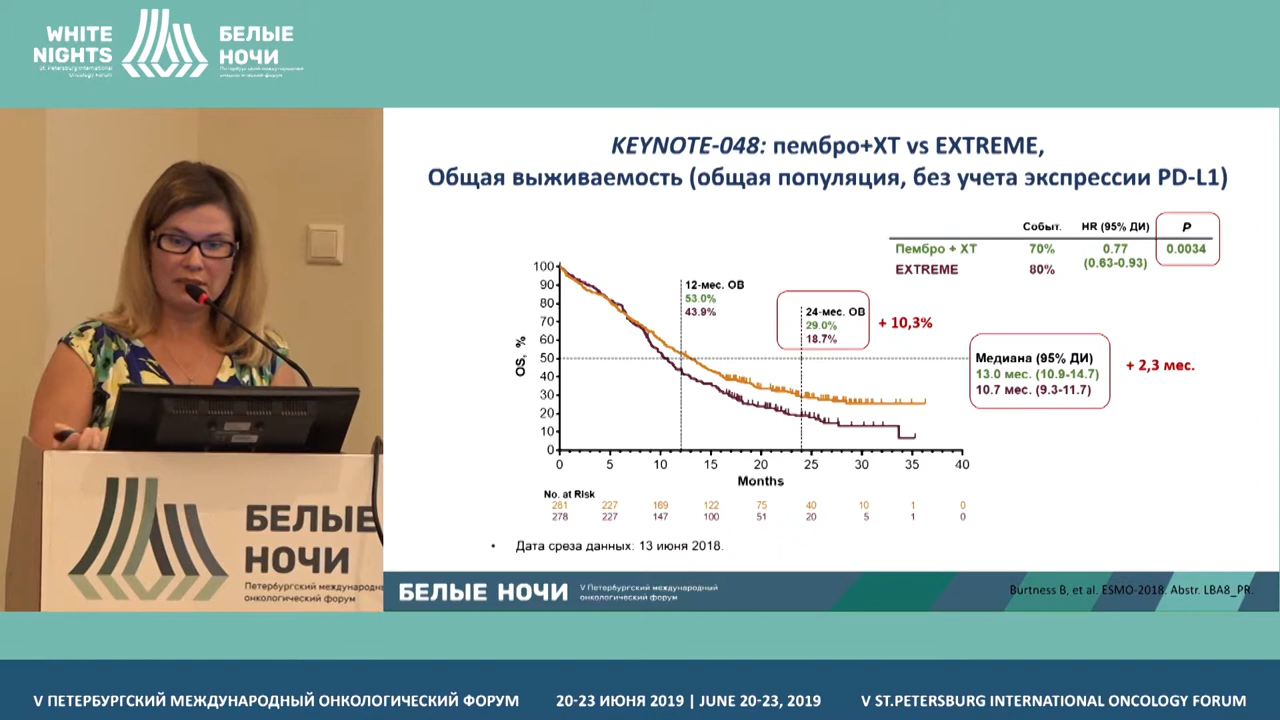 WHITE
NIGHTS
St. Petersburg International
Oncology Forum
БЕЛЫЕ
НОЧИ
Петербургский международный
онкологический форум
KEYNOTE-048: пембро+ХТ vs EXTREME,
Общая выживаемость (общая популяция, без учета экспрессии PD-L1)
Событ. HR (95% ДИ) P
Пембро + ХТ 70% 0.77 0.0034
(0.63-0.93)
EXTREME 80%
OS, %
100
90
80
70
60
50
40
30
20
10
0
12-мес. ОВ
53.0%
43.9%
24-мес. ОВ
29.0%
18.7%
+ 10,3%
Медиана (95% ДИ)
13.0 мес. (10.9-14.7)
10.7 мес. (9.3-11.7)
+ 2,3 мес.
0 5 10 15 20 25 30 35 40
Months
No. at Risk
281 227 169 122 75 40 10 1 0
278 227 147 100 51 20 5 1 0
• Дата среза данных: 13 июня 2018.
БЕЛЫЕ НОЧИ
V Петербургский международный
онкологический форум
Burtness B, et al. ESMO-2018. Abstr. LBA8_PR.
БЕЛЫЕ
НОЧИ
Петербургский международн
онкологический форум
V ПЕТЕРБУРГСКИЙ МЕЖДУНАРОДНЫЙ ОНКОЛОГИЧЕСКИЙ ФОРУМ 20-23 ИЮНЯ 2019 | JUNE 20-23, 2019 V ST.PETERSBURG INTERNATIONAL ONCOLOGY FORUM